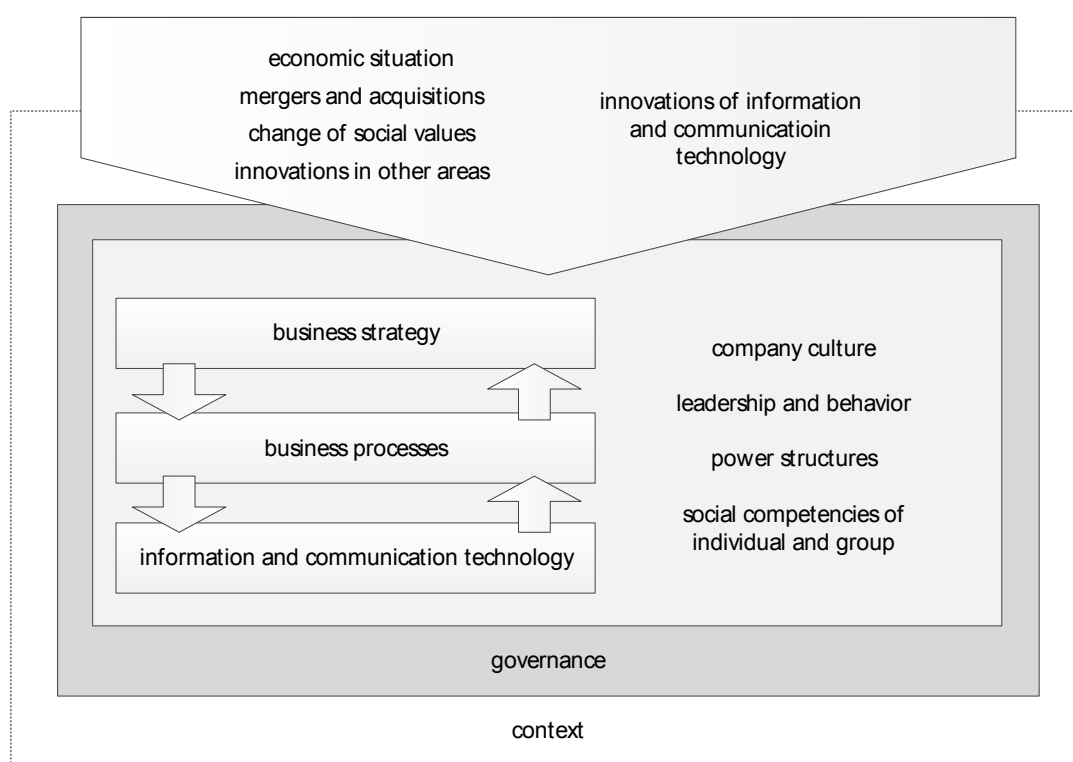 economic situation
mergers and acquisitions
change of social values
innovations in other areas
innovations of information
and communicatioin
technology
business strategy
business processes
information and communication technology
company culture
leadership and behavior
power structures
social competencies of
individual and group
governance
context